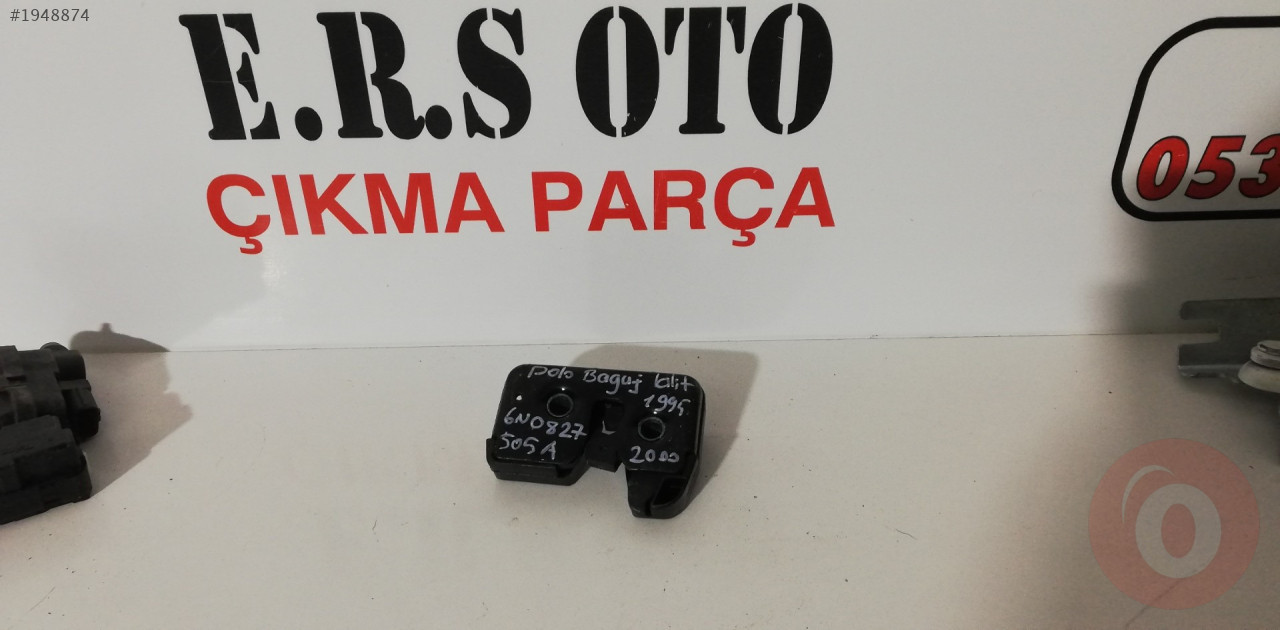 #1948874
E.R.S OTO
ÇIKMA PARÇA
053
polo Bagaj kilit
1995
6N0827
505A
2000